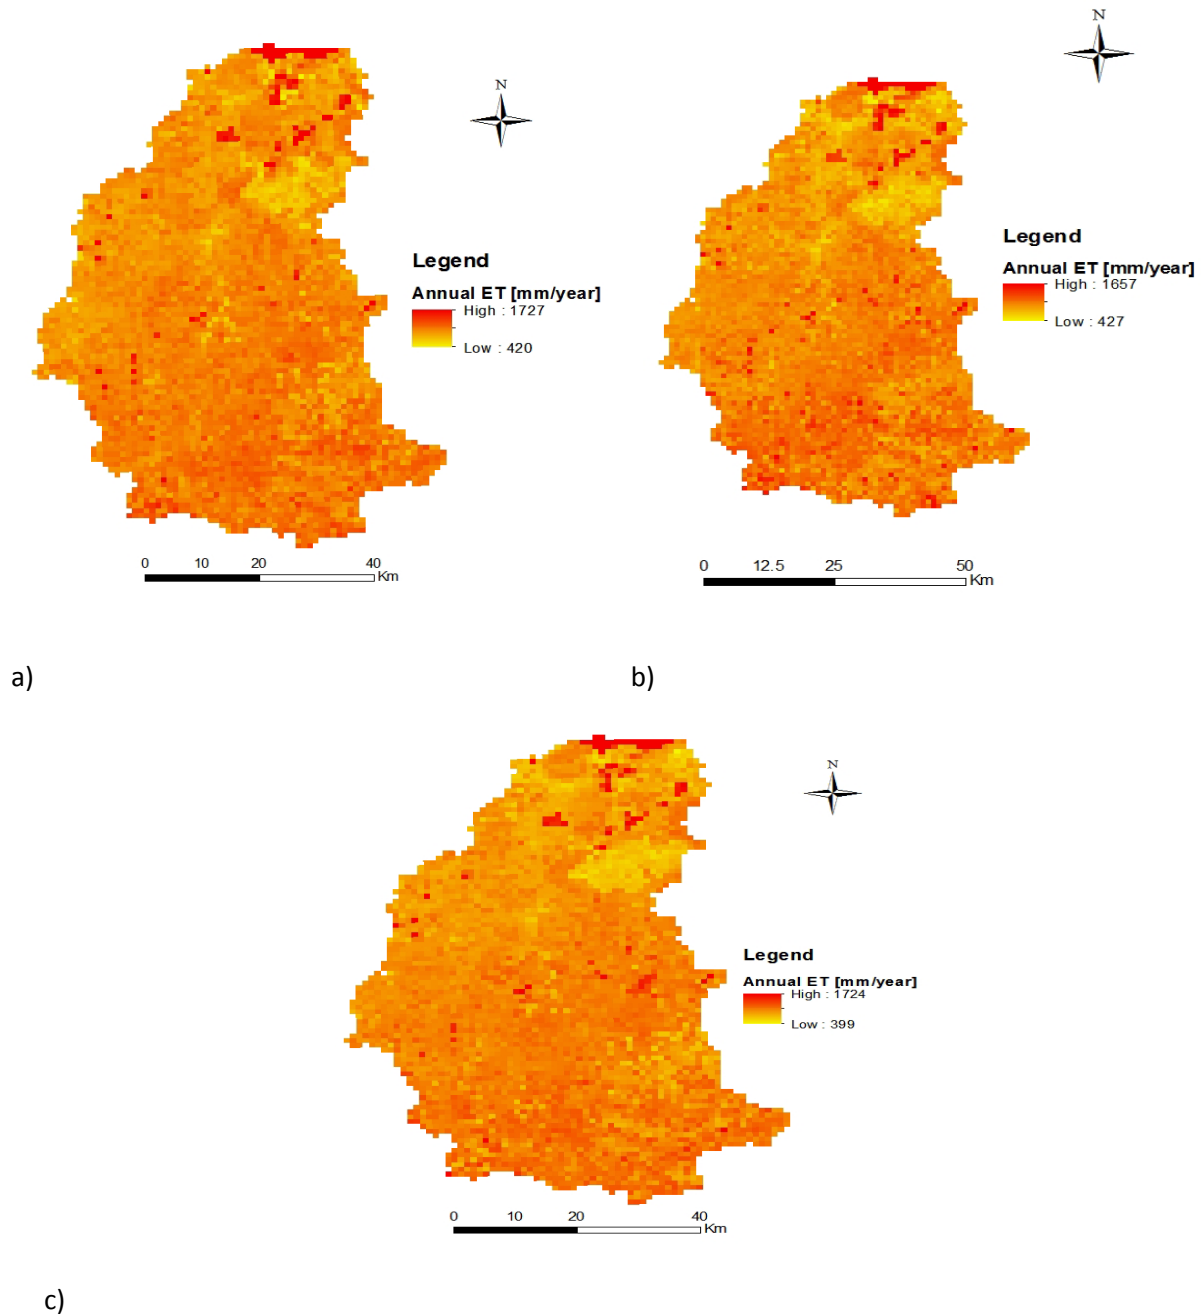 N
Legend
Annual ET [mm/year]
High : 1727
Low : 420
0 10 20 40
Km
a)
N
Legend
Annual ET [mm/year]
High : 1657
Low : 427
0 12.5 25 50
Km
b)
N
Legend
Annual ET [mm/year]
High : 1724
Low : 399
0 10 20 40
Km
c)